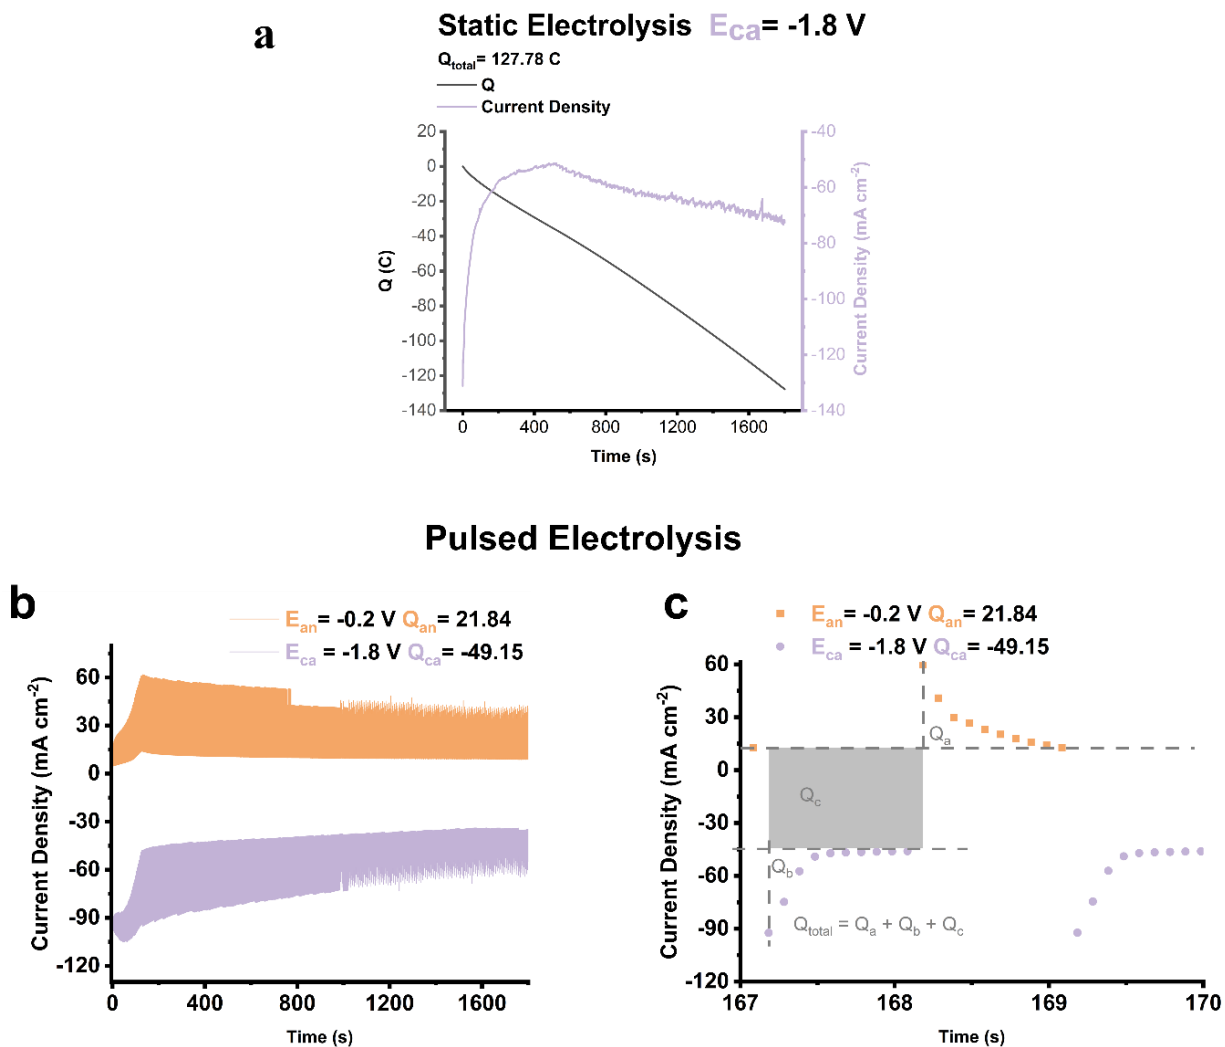 a
Static Electrolysis Eca= -1.8 V
Qtotal= 127.78 C
Q
Current Density
20
0
-20
-40
-60
-80
-100
-120
-140
Q (C)
-40
-60
-80
-100
-120
-140
Current Density (mA cm-2)
0 400 800 1200 1600
Time (s)
Pulsed Electrolysis
b
Ean= -0.2 V Qan= 21.84
Eca = -1.8 V Qca= -49.15
60
30
0
-30
-60
-90
-120
Current Density (mA cm-2)
0 400 800 1200 1600
Time (s)
c
Ean= -0.2 V Qan= 21.84
Eca = -1.8 V Qca= -49.15
60
30
0
-30
-60
-90
-120
Current Density (mA cm-2)
Qa
Qc
Qb
Qtotal = Qa + Qb + Qc
167 168 169 170
Time (s)